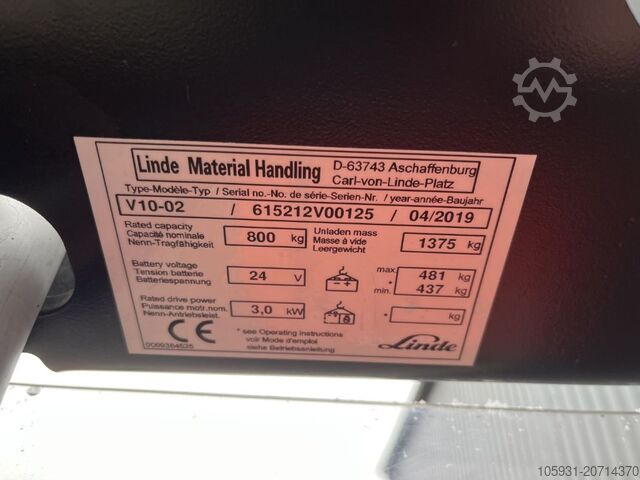 Linde Material Handling D-63743 Aschaffenburg
Carl-von-Linde-Platz
Type-Modèle-Typ / Serial no.-No. de série-Serien-Nr. / year-année-Baujahr
V10-02 / 615212V00125 / 04/2019
Rated capacity
Capacité nominale
Nenn-Tragfähigkeit
800 kg
Unladen mass
Masse à vide
Leergewicht
1375 kg
Battery voltage
Tension batterie
Batteriespannung
24 V
max. 481 kg
*
min. 437 kg
Rated drive power
Puissance motr.nom.
Nenn-Antriebsleist.
3,0 kW
* kg
CE
0009384525
* see Operating instructions
voir Mode d'emploi
siehe Betriebsanleitung
Linde
105931-20714370